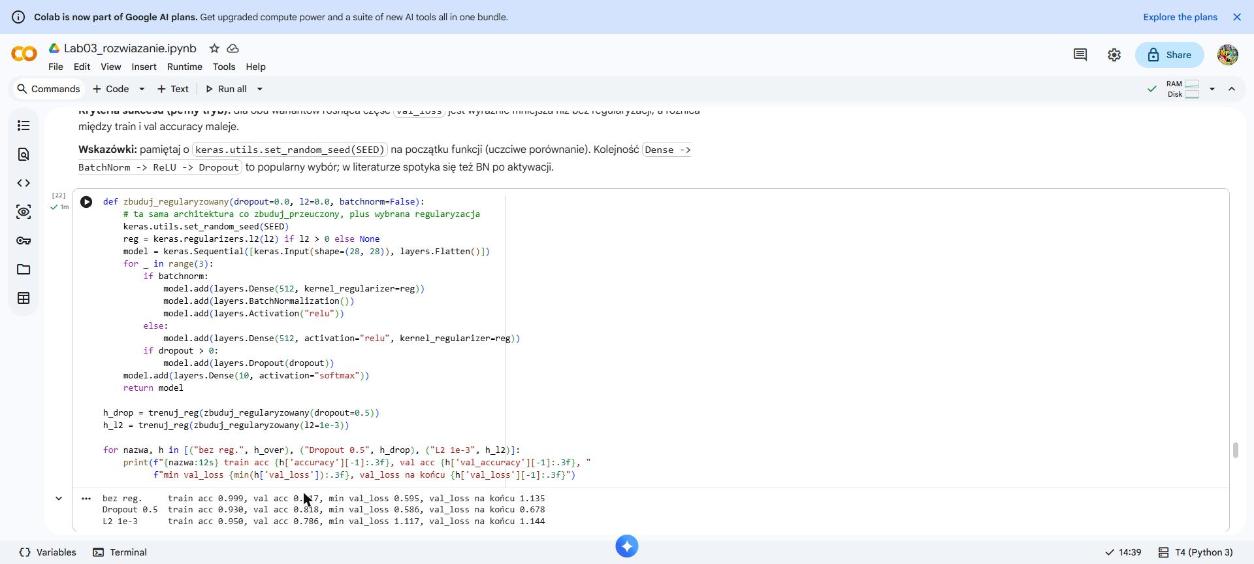 Colab is now part of Google AI plans. Get upgraded compute power and a suite of new AI tools all in one bundle.
Explore the plans
Lab03_rozwiazanie.ipynb
File Edit View Insert Runtime Tools Help
Share
Commands + Code + Text Run all
RAM
Disk
Kryteria sukcesu (pełny tryb): dla obu wariantów rosnąca część val_loss jest wyraźnie mniejsza niż bez regularyzacji, a różnica
między train i val accuracy maleje.
Wskazówki: pamiętaj o keras.utils.set_random_seed(SEED) na początku funkcji (uczciwe porównanie). Kolejność Dense ->
BatchNorm -> ReLU -> Dropout to popularny wybór; w literaturze spotyka się też BN po aktywacji.
[22]
1m
def zbuduj_regularyzowany(dropout=0.0, l2=0.0, batchnorm=False):
# ta sama architektura co zbuduj_przeuczony, plus wybrana regularyzacja
keras.utils.set_random_seed(SEED)
reg = keras.regularizers.l2(l2) if l2 > 0 else None
model = keras.Sequential([keras.Input(shape=(28, 28)), layers.Flatten()])
for _ in range(3):
if batchnorm:
model.add(layers.Dense(512, kernel_regularizer=reg))
model.add(layers.BatchNormalization())
model.add(layers.Activation("relu"))
else:
model.add(layers.Dense(512, activation="relu", kernel_regularizer=reg))
if dropout > 0:
model.add(layers.Dropout(dropout))
model.add(layers.Dense(10, activation="softmax"))
return model
h_drop = trenuj_reg(zbuduj_regularyzowany(dropout=0.5))
h_l2 = trenuj_reg(zbuduj_regularyzowany(l2=1e-3))
for nazwa, h in [("bez reg.", h_over), ("Dropout 0.5", h_drop), ("L2 1e-3", h_l2)]:
print(f"{nazwa:12s} train acc {h['accuracy'][-1]:.3f}, val acc {h['val_accuracy'][-1]:.3f}, "
f"min val_loss {min(h['val_loss']):.3f}, val_loss na końcu {h['val_loss'][-1]:.3f}")
bez reg. train acc 0.999, val acc min val_loss 0.595, val_loss na końcu 1.135
Dropout 0.5 train acc 0.930, val acc 0.818, min val_loss 0.586, val_loss na końcu 0.678
L2 1e-3 train acc 0.950, val acc 0.786, min val_loss 1.117, val_loss na końcu 1.144
Variables Terminal
14:39 T4 (Python 3)